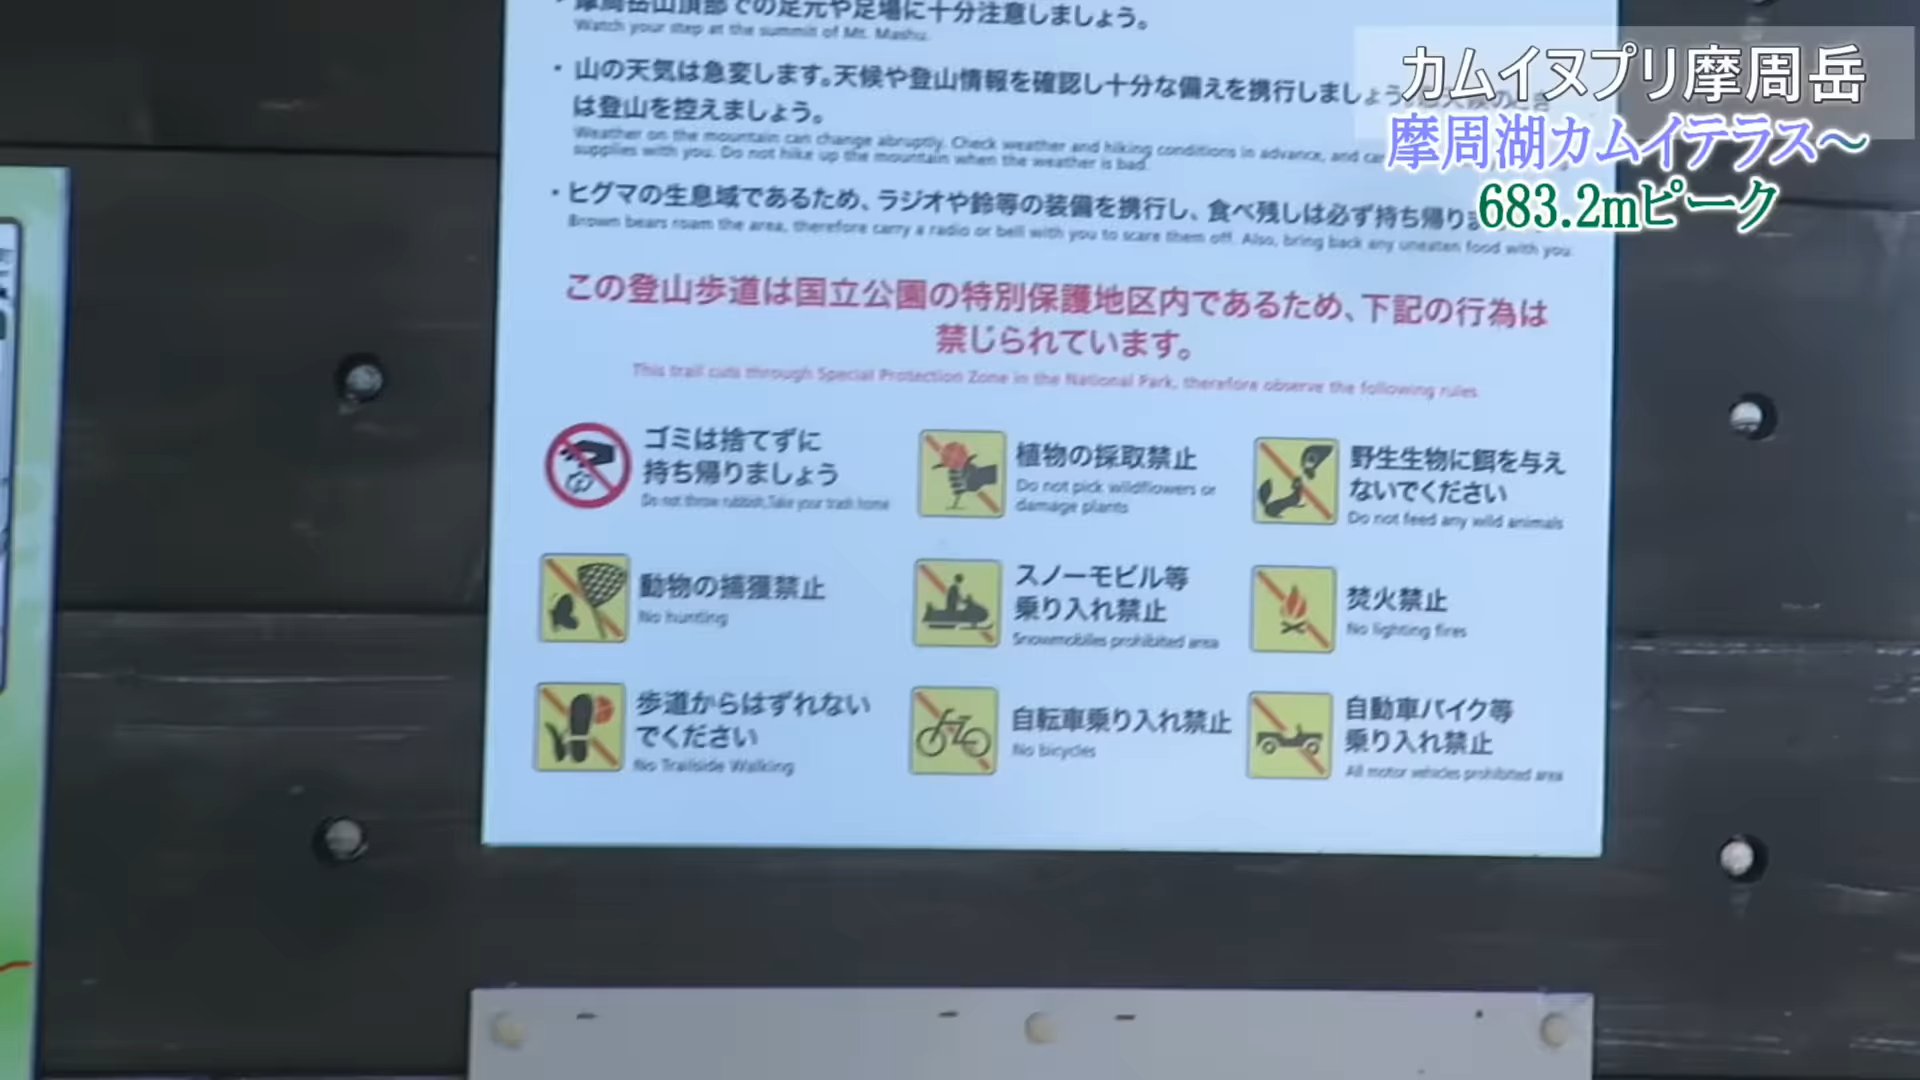 カムイヌプリ摩周岳
摩周湖カムイテラス～
683.2mピーク
摩周岳山頂部での足元や足場に十分注意しましょう。
Watch your step at the summit of Mt. Mashu.
・山の天気は急変します。天候や登山情報を確認し十分な備えを携行しましょう
は登山を控えましょう。
Weather on the mountain can change abruptly. Check weather and hiking conditions in advance, and
supplies with you. Do not hike up the mountain when the weather is bad.
・ヒグマの生息域であるため、ラジオや鈴等の装備を携行し、食べ残しは必ず持ち帰り
Brown bears roam the area, therefore carry a radio or bell with you to scare them off. Also, bring back any uneaten food with you.
この登山歩道は国立公園の特別保護地区内であるため、下記の行為は
禁じられています。
This trail cuts through Special Protection Zone in the National Park, therefore observe the following rules
ゴミは捨てずに
持ち帰りましょう
Do not throw rubbish,Take your trash home
植物の採取禁止
Do not pick wildflowers or
damage plants
野生生物に餌を与え
ないでください
Do not feed any wild animals
動物の捕獲禁止
No hunting
スノーモビル等
乗り入れ禁止
Snowmobiles prohibited area
焚火禁止
No lighting fires
歩道からはずれない
でください
No Trailside Walking
自転車乗り入れ禁止
No bicycles
自動車バイク等
乗り入れ禁止
All motor vehicles prohibited area